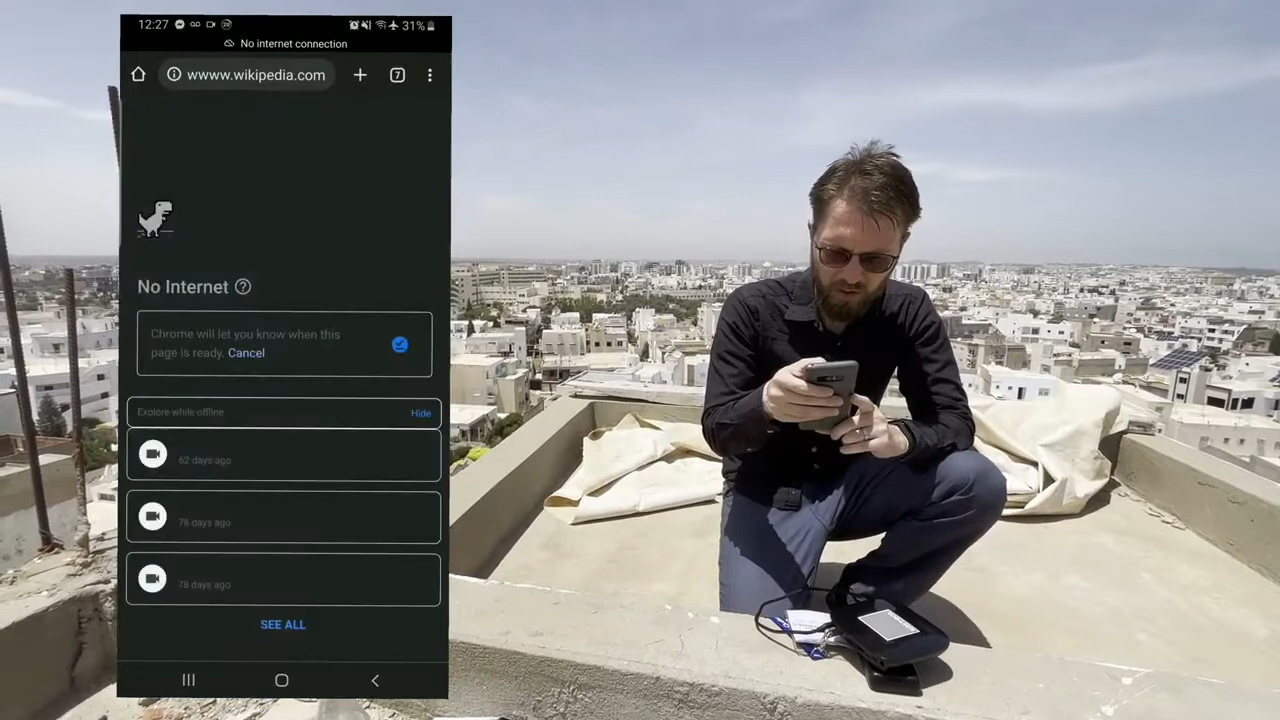 12:27
31%
No internet connection
wwww.wikipedia.com
7
No Internet
Chrome will let you know when this
page is ready. Cancel
Explore while offline
Hide
62 days ago
78 days ago
78 days ago
SEE ALL